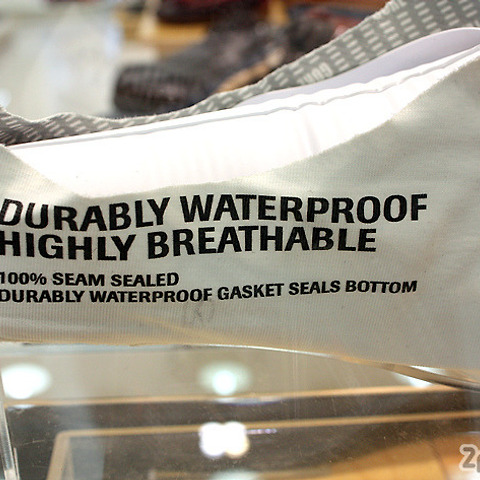 DURABLY WATERPROOF
HIGHLY BREATHABLE
100% SEAM SEALED
DURABLY WATERPROOF GASKET SEALS BOTTOM